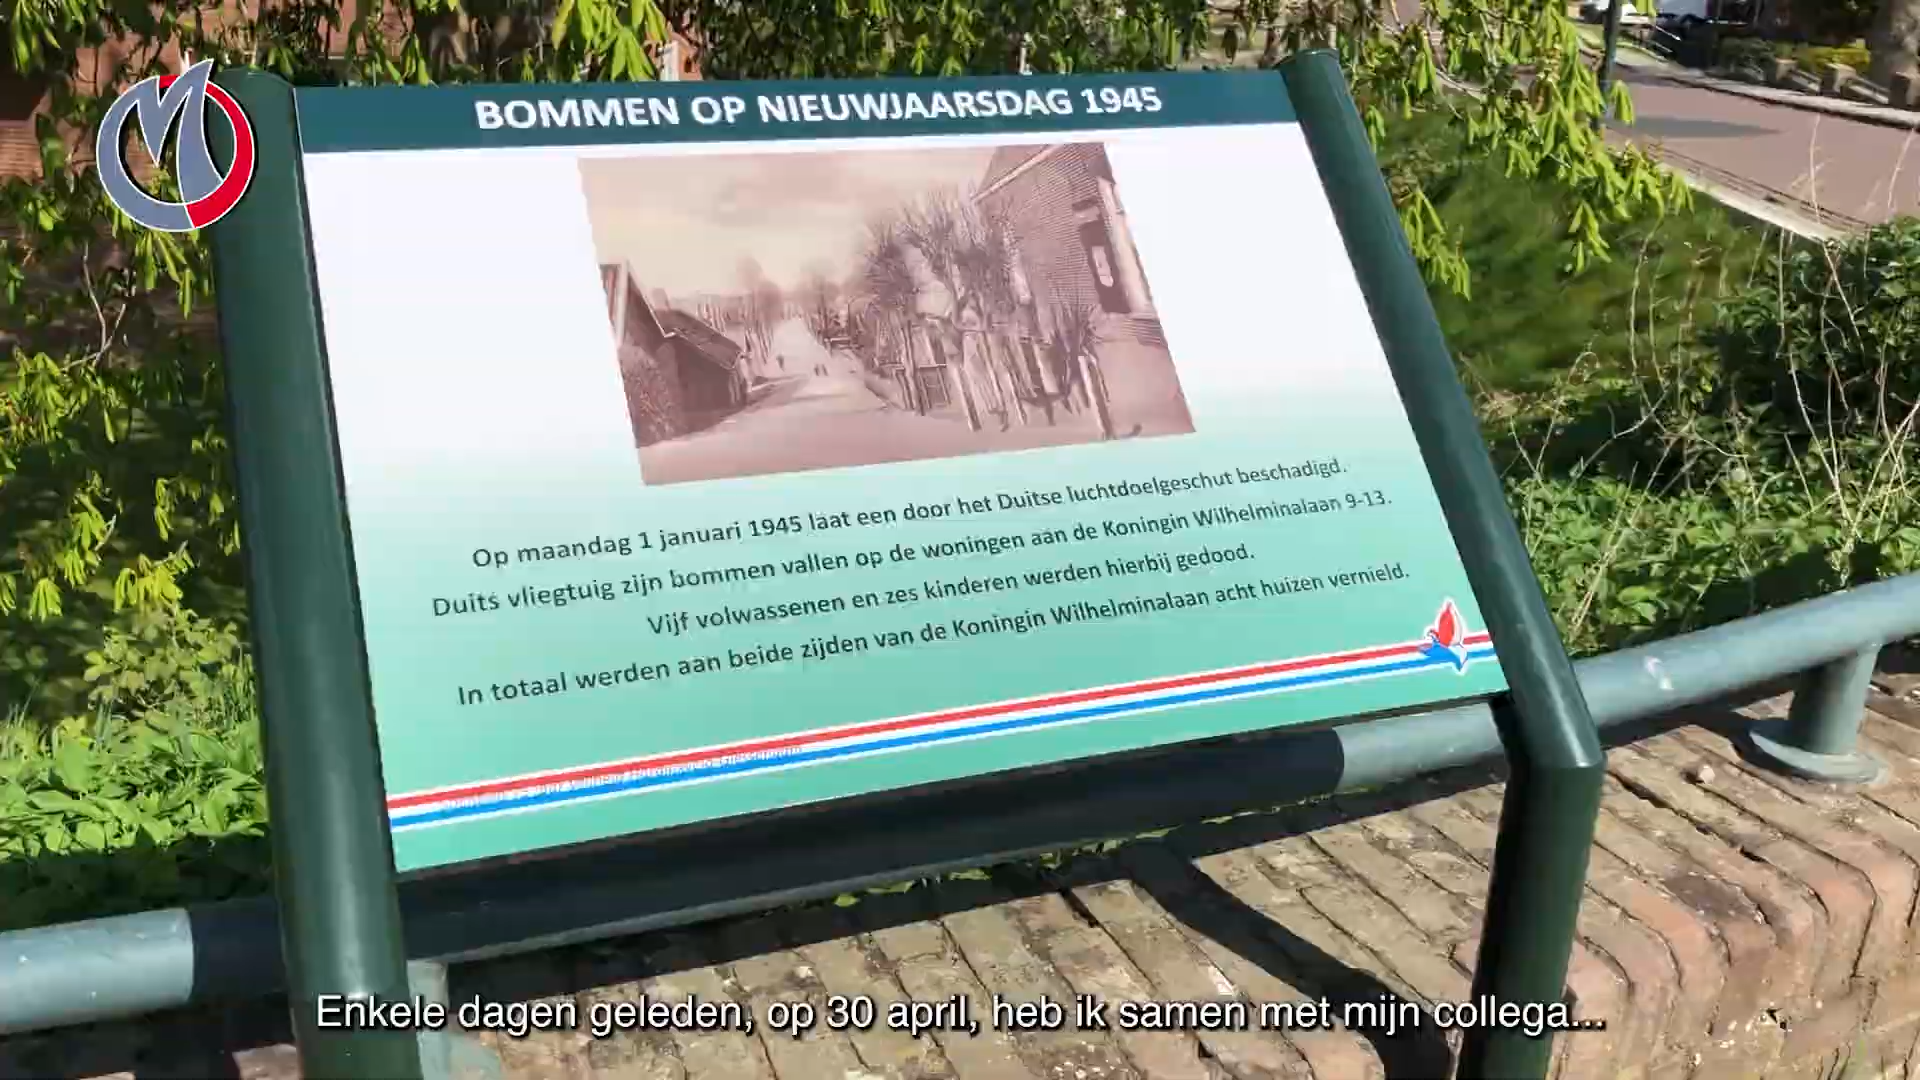 BOMMEN OP NIEUWJAARSDAG 1945
Op maandag 1 januari 1945 laat een door het Duitse luchtdoelgeschut beschadigd.
Duits vliegtuig zijn bommen vallen op de woningen aan de Koningin Wilhelminalaan 9-13.
Vijf volwassenen en zes kinderen werden hierbij gedood.
In totaal werden aan beide zijden van de Koningin Wilhelminalaan acht huizen vernield.
Enkele dagen geleden, op 30 april, heb ik samen met mijn collega...